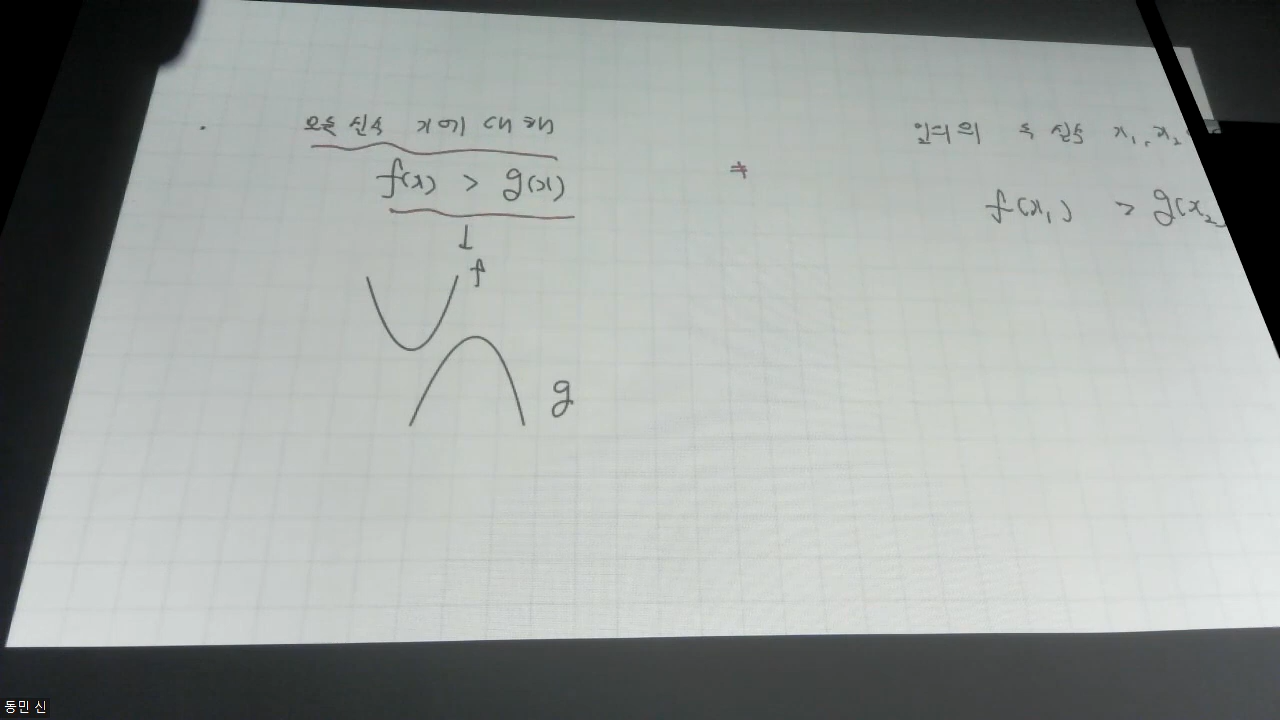 모든 실수 x에 대해
f(x) > g(x)
≠
임의의 두 실수 x₁, x₂
f(x₁) > g(x₂)
↓
f
g
동민 신